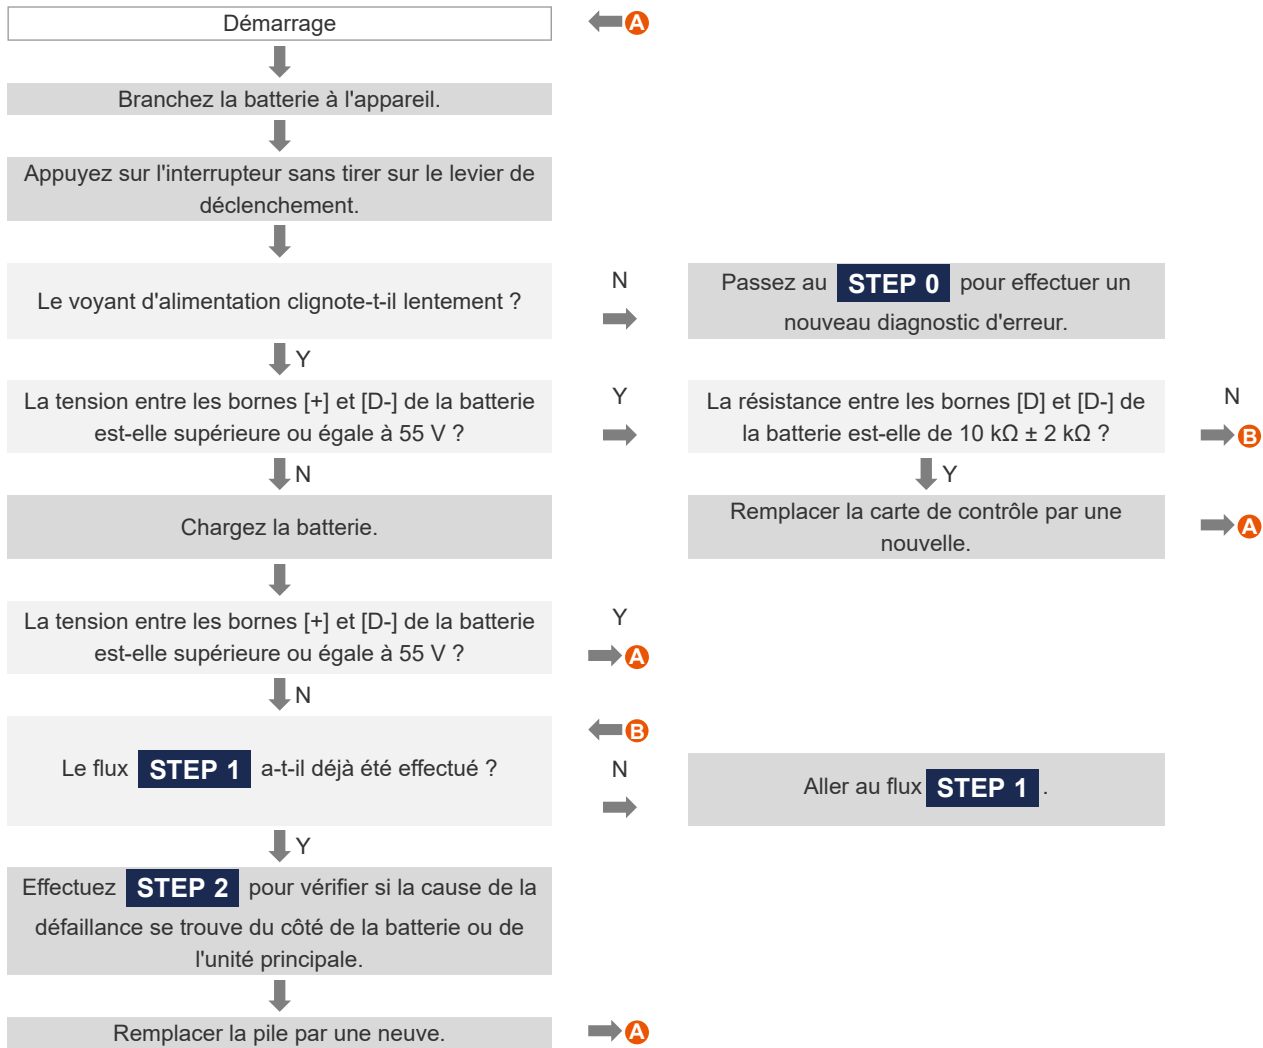 Démarrage
A
Branchez la batterie à l'appareil.
Appuyez sur l'interrupteur sans tirer sur le levier de
déclenchement.
Le voyant d'alimentation clignote-t-il lentement ?
N
Passez au STEP 0 pour effectuer un
nouveau diagnostic d'erreur.
Y
La tension entre les bornes [+] et [D-] de la batterie
est-elle supérieure ou égale à 55 V ?
Y
La résistance entre les bornes [D] et [D-] de
la batterie est-elle de 10 kΩ ± 2 kΩ ?
N
B
N
Y
Chargez la batterie.
Remplacer la carte de contrôle par une
nouvelle.
A
La tension entre les bornes [+] et [D-] de la batterie
est-elle supérieure ou égale à 55 V ?
Y
A
N
B
Le flux STEP 1 a-t-il déjà été effectué ?
N
Aller au flux STEP 1 .
Y
Effectuez STEP 2 pour vérifier si la cause de la
défaillance se trouve du côté de la batterie ou de
l'unité principale.
Remplacer la pile par une neuve.
A